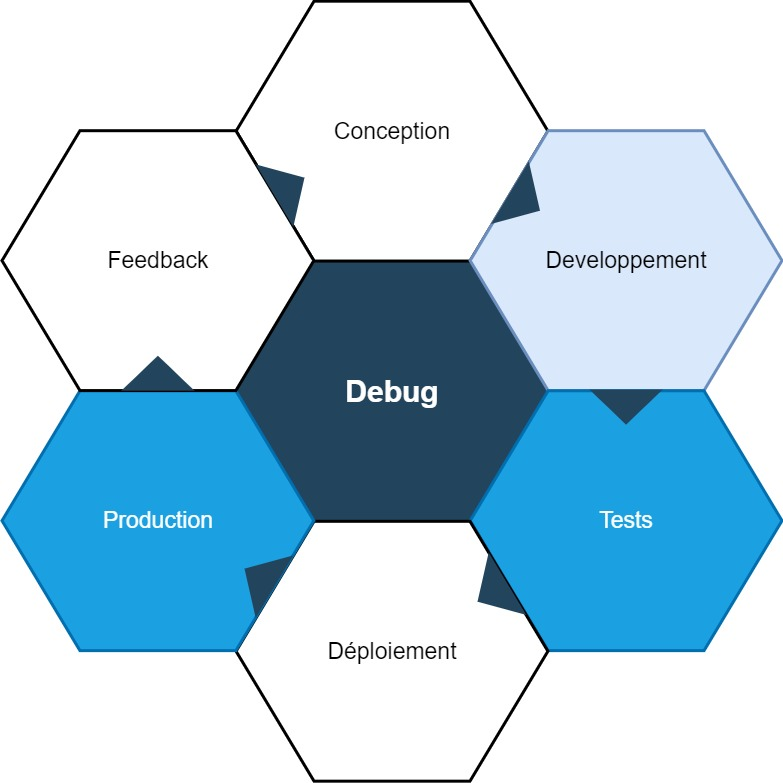 Conception
Feedback
Developpement
Debug
Production
Tests
Déploiement